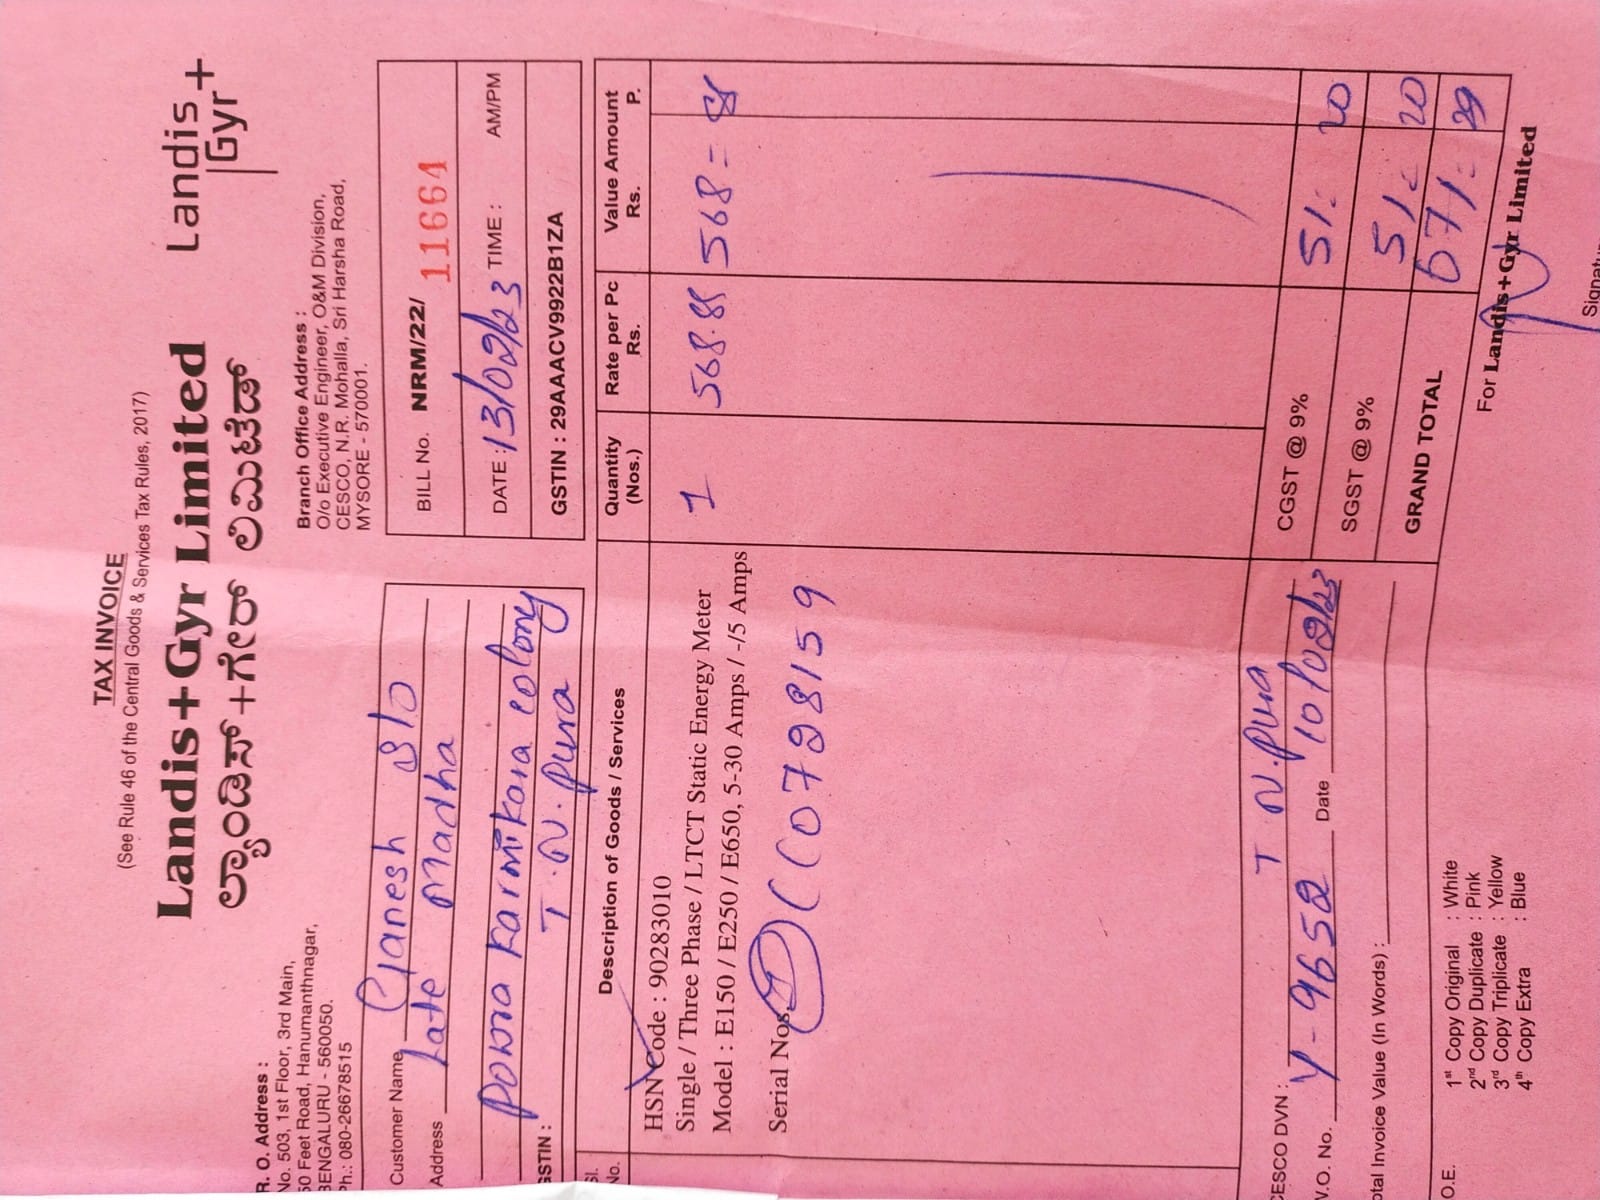 TAX INVOICE
(See Rule 46 of the Central Goods & Services Tax Rules, 2017)
Landis+Gyr Limited
ಲ್ಯಾಂಡಿಸ್+ಗೇರ್ ಲಿಮಿಟೆಡ್
Landis+
Gyr
R. O. Address :
No. 503, 1st Floor, 3rd Main,
50 Feet Road, Hanumanthnagar,
BENGALURU - 560050.
Ph.: 080-26678515
Branch Office Address :
O/o Executive Engineer, O&M Division,
CESCO, N.R. Mohalla, Sri Harsha Road,
MYSORE - 570001.
Customer Name Ganesh S/O
Address Late Madha
powra Karmikara colony
GSTIN : T.N.pura
BILL No. NRM/22/ 11664
DATE : 13/02/23 TIME : AM/PM
GSTIN : 29AAACV9922B1ZA
Sl. No. Description of Goods / Services Quantity (Nos.) Rate per Pc Rs. Value Amount Rs. P.
HSN Code : 90283010
Single / Three Phase / LTCT Static Energy Meter 1 568.88 568=88
Model : E150 / E250 / E650, 5-30 Amps / -/5 Amps
Serial Nos. (C0728159
CESCO DVN : T N.pura
W.O. No. Y-9652 Date 10/02/23
Total Invoice Value (In Words) :
CGST @ 9% 51=20
SGST @ 9% 51=20
GRAND TOTAL 671=29
For Landis+Gyr Limited
O.E.
1st Copy Original : White
2nd Copy Duplicate : Pink
3rd Copy Triplicate : Yellow
4th Copy Extra : Blue